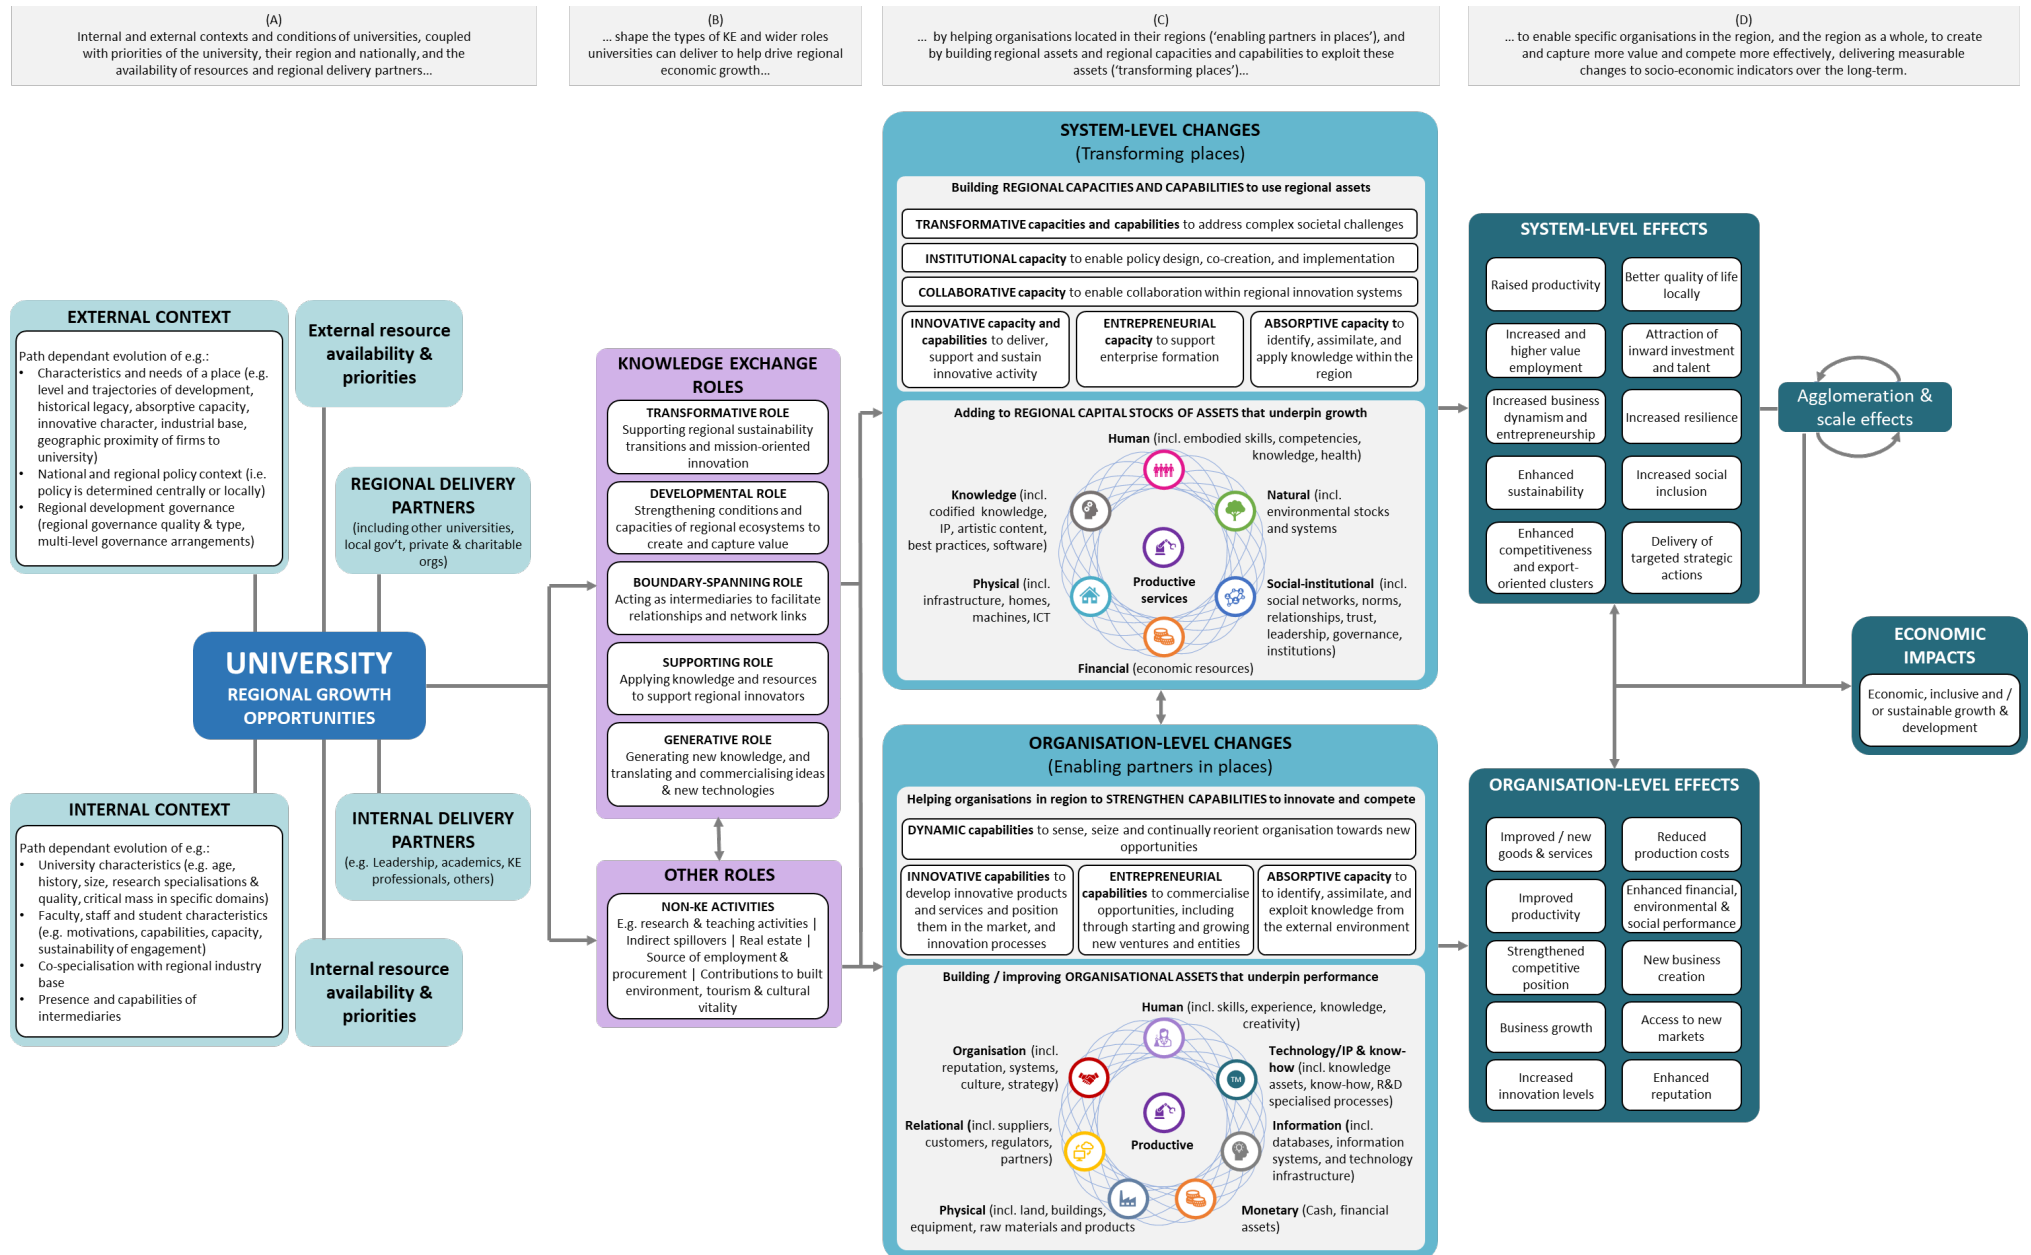 (A)
Internal and external contexts and conditions of universities, coupled
with priorities of the university, their region and nationally, and the
availability of resources and regional delivery partners...
(B)
... shape the types of KE and wider roles
universities can deliver to help drive regional
economic growth...
(C)
... by helping organisations located in their regions (‘enabling partners in places’), and
by building regional assets and regional capacities and capabilities to exploit these
assets (‘transforming places’)...
(D)
... to enable specific organisations in the region, and the region as a whole, to create
and capture more value and compete more effectively, delivering measurable
changes to socio-economic indicators over the long-term.
EXTERNAL CONTEXT
Path dependant evolution of e.g.:
• Characteristics and needs of a place (e.g.
level and trajectories of development,
historical legacy, absorptive capacity,
innovative character, industrial base,
geographic proximity of firms to
university)
• National and regional policy context (i.e.
policy is determined centrally or locally)
• Regional development governance
(regional governance quality & type,
multi-level governance arrangements)
External resource
availability &
priorities
REGIONAL DELIVERY
PARTNERS
(including other universities,
local gov’t, private & charitable
orgs)
UNIVERSITY
REGIONAL GROWTH
OPPORTUNITIES
INTERNAL CONTEXT
Path dependant evolution of e.g.:
• University characteristics (e.g. age,
history, size, research specialisations &
quality, critical mass in specific domains)
• Faculty, staff and student characteristics
(e.g. motivations, capabilities, capacity,
sustainability of engagement)
• Co-specialisation with regional industry
base
• Presence and capabilities of
intermediaries
INTERNAL DELIVERY
PARTNERS
(e.g. Leadership, academics, KE
professionals, others)
Internal resource
availability &
priorities
KNOWLEDGE EXCHANGE
ROLES
TRANSFORMATIVE ROLE
Supporting regional sustainability
transitions and mission-oriented
innovation
DEVELOPMENTAL ROLE
Strengthening conditions and
capacities of regional ecosystems to
create and capture value
BOUNDARY-SPANNING ROLE
Acting as intermediaries to facilitate
relationships and network links
SUPPORTING ROLE
Applying knowledge and resources
to support regional innovators
GENERATIVE ROLE
Generating new knowledge, and
translating and commercialising ideas
& new technologies
OTHER ROLES
NON-KE ACTIVITIES
E.g. research & teaching activities |
Indirect spillovers | Real estate |
Source of employment &
procurement | Contributions to built
environment, tourism & cultural
vitality
SYSTEM-LEVEL CHANGES
(Transforming places)
Building REGIONAL CAPACITIES AND CAPABILITIES to use regional assets
TRANSFORMATIVE capacities and capabilities to address complex societal challenges
INSTITUTIONAL capacity to enable policy design, co-creation, and implementation
COLLABORATIVE capacity to enable collaboration within regional innovation systems
INNOVATIVE capacity and
capabilities to deliver,
support and sustain
innovative activity
ENTREPRENEURIAL
capacity to support
enterprise formation
ABSORPTIVE capacity to
identify, assimilate, and
apply knowledge within the
region
Adding to REGIONAL CAPITAL STOCKS OF ASSETS that underpin growth
Human (incl. embodied skills, competencies,
knowledge, health)
Knowledge (incl.
codified knowledge,
IP, artistic content,
best practices, software)
Natural (incl.
environmental stocks
and systems
Productive
services
Physical (incl.
infrastructure, homes,
machines, ICT
Social-institutional (incl.
social networks, norms,
relationships, trust,
leadership, governance,
institutions)
Financial (economic resources)
ORGANISATION-LEVEL CHANGES
(Enabling partners in places)
Helping organisations in region to STRENGTHEN CAPABILITIES to innovate and compete
DYNAMIC capabilities to sense, seize and continually reorient organisation towards new
opportunities
INNOVATIVE capabilities to
develop innovative products
and services and position
them in the market, and
innovation processes
ENTREPRENEURIAL
capabilities to commercialise
opportunities, including
through starting and growing
new ventures and entities
ABSORPTIVE capacity to
to identify, assimilate, and
exploit knowledge from
the external environment
Building / improving ORGANISATIONAL ASSETS that underpin performance
Human (incl. skills, experience, knowledge,
creativity)
Organisation (incl.
reputation, systems,
culture, strategy)
Technology/IP & know-
how (incl. knowledge
assets, know-how, R&D
specialised processes)
TM
Relational (incl. suppliers,
customers, regulators,
partners)
Productive
Information (incl.
databases, information
systems, and technology
infrastructure)
Physical (incl. land, buildings,
equipment, raw materials and products
Monetary (Cash, financial
assets)
SYSTEM-LEVEL EFFECTS
Raised productivity
Better quality of life
locally
Increased and
higher value
employment
Attraction of
inward investment
and talent
Increased business
dynamism and
entrepreneurship
Increased resilience
Enhanced
sustainability
Increased social
inclusion
Enhanced
competitiveness
and export-
oriented clusters
Delivery of
targeted strategic
actions
Agglomeration &
scale effects
ECONOMIC
IMPACTS
Economic, inclusive and /
or sustainable growth &
development
ORGANISATION-LEVEL EFFECTS
Improved / new
goods & services
Reduced
production costs
Improved
productivity
Enhanced financial,
environmental &
social performance
Strengthened
competitive
position
New business
creation
Business growth
Access to new
markets
Increased
innovation levels
Enhanced
reputation